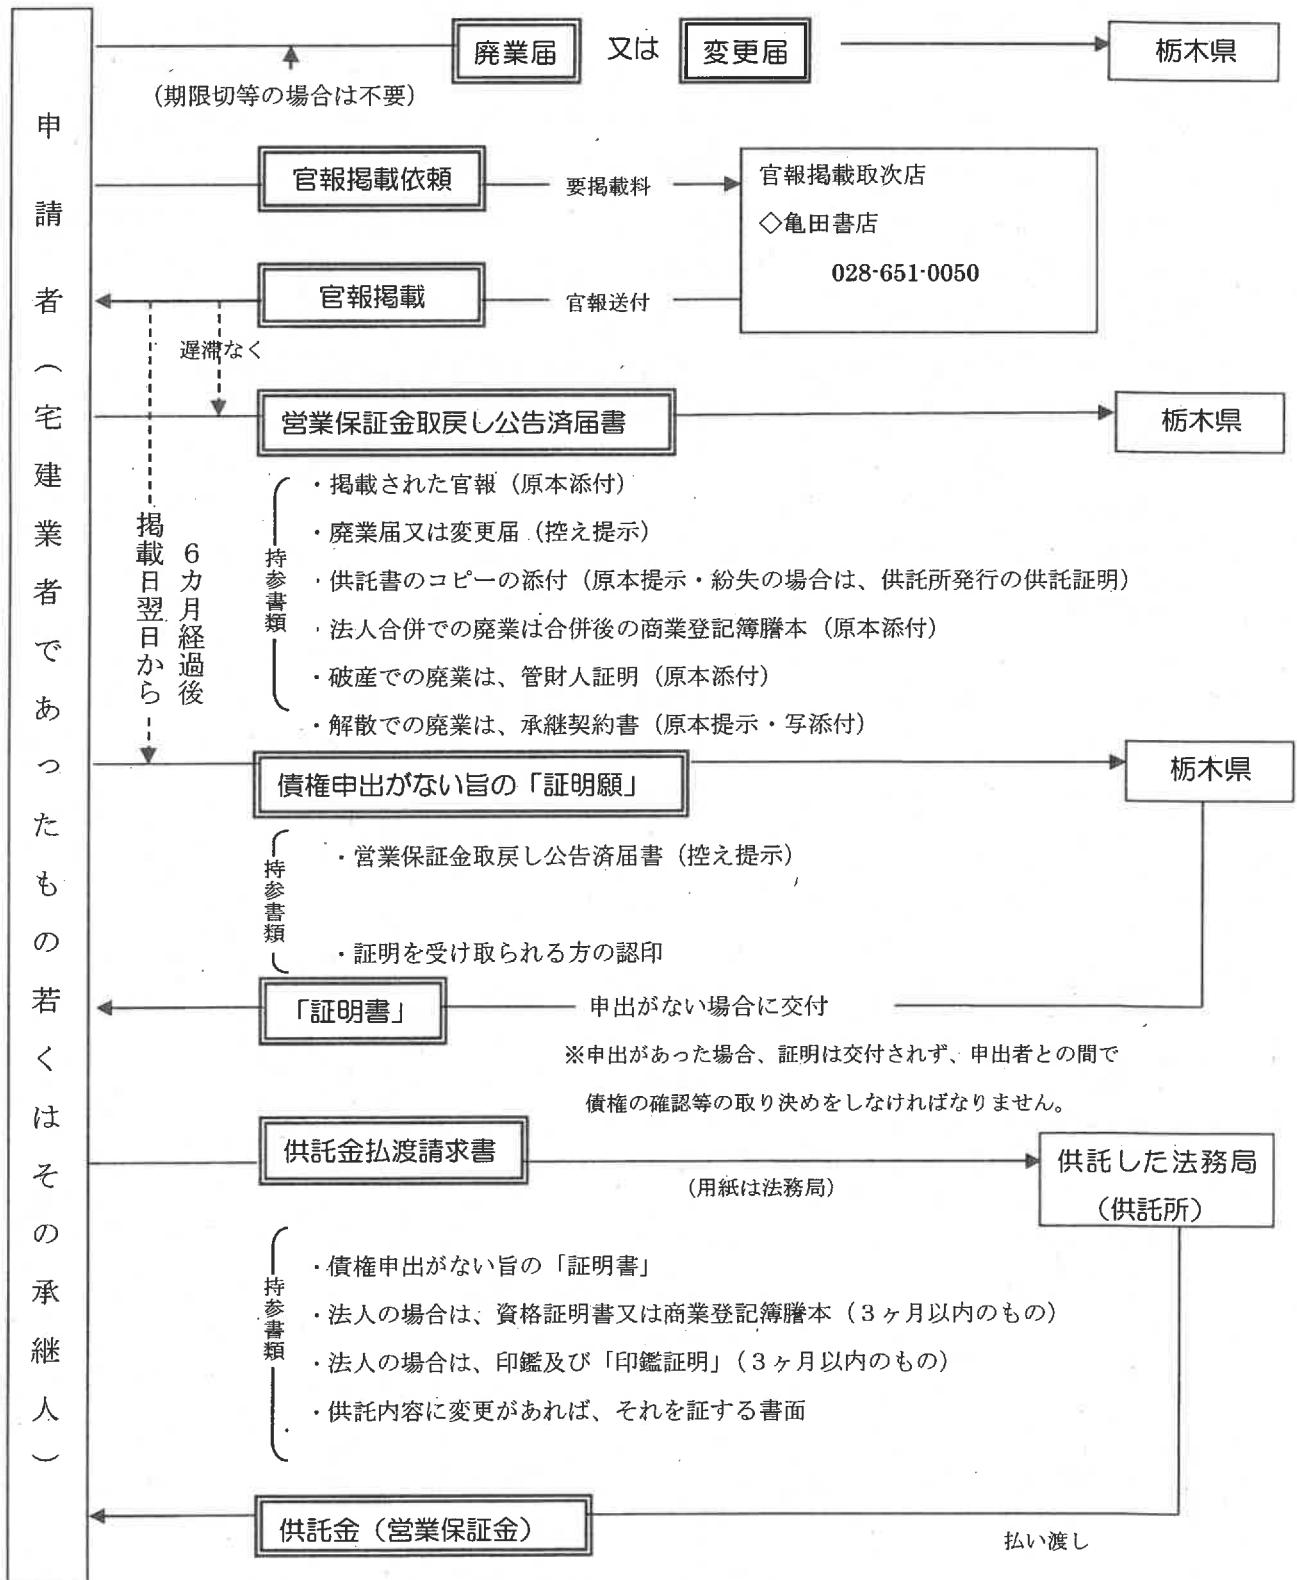 申請者（宅建業者であったもの若くはその承継人）
廃業届 又は 変更届
栃木県
（期限切等の場合は不要）
官報掲載依頼
要掲載料
官報掲載取次店
◇亀田書店
028-651-0050
官報掲載
官報送付
遅滞なく
営業保証金取戻し公告済届書
栃木県
持参書類
・掲載された官報（原本添付）
・廃業届又は変更届（控え提示）
・供託書のコピーの添付（原本提示・紛失の場合は、供託所発行の供託証明）
・法人合併での廃業は合併後の商業登記簿謄本（原本添付）
・破産での廃業は、管財人証明（原本添付）
・解散での廃業は、承継契約書（原本提示・写添付）
掲載日翌日から
6カ月経過後
債権申出がない旨の「証明願」
栃木県
持参書類
・営業保証金取戻し公告済届書（控え提示）
・証明を受け取られる方の認印
「証明書」
申出がない場合に交付
※申出があった場合、証明は交付されず、申出者との間で
債権の確認等の取り決めをしなければなりません。
供託金払渡請求書
（用紙は法務局）
供託した法務局
（供託所）
持参書類
・債権申出がない旨の「証明書」
・法人の場合は、資格証明書又は商業登記簿謄本（３ヶ月以内のもの）
・法人の場合は、印鑑及び「印鑑証明」（３ヶ月以内のもの）
・供託内容に変更があれば、それを証する書面
供託金（営業保証金）
払い渡し